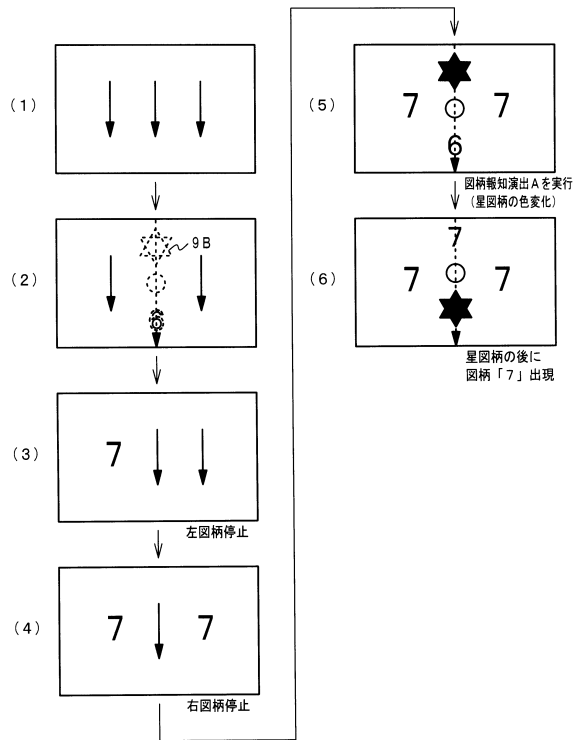 (1)
(2)
9B
6
(3)
7
左図柄停止
(4)
7 7
右図柄停止
(5)
7 7
6
図柄報知演出Aを実行
(星図柄の色変化)
(6)
7
7 7
星図柄の後に
図柄「7」出現